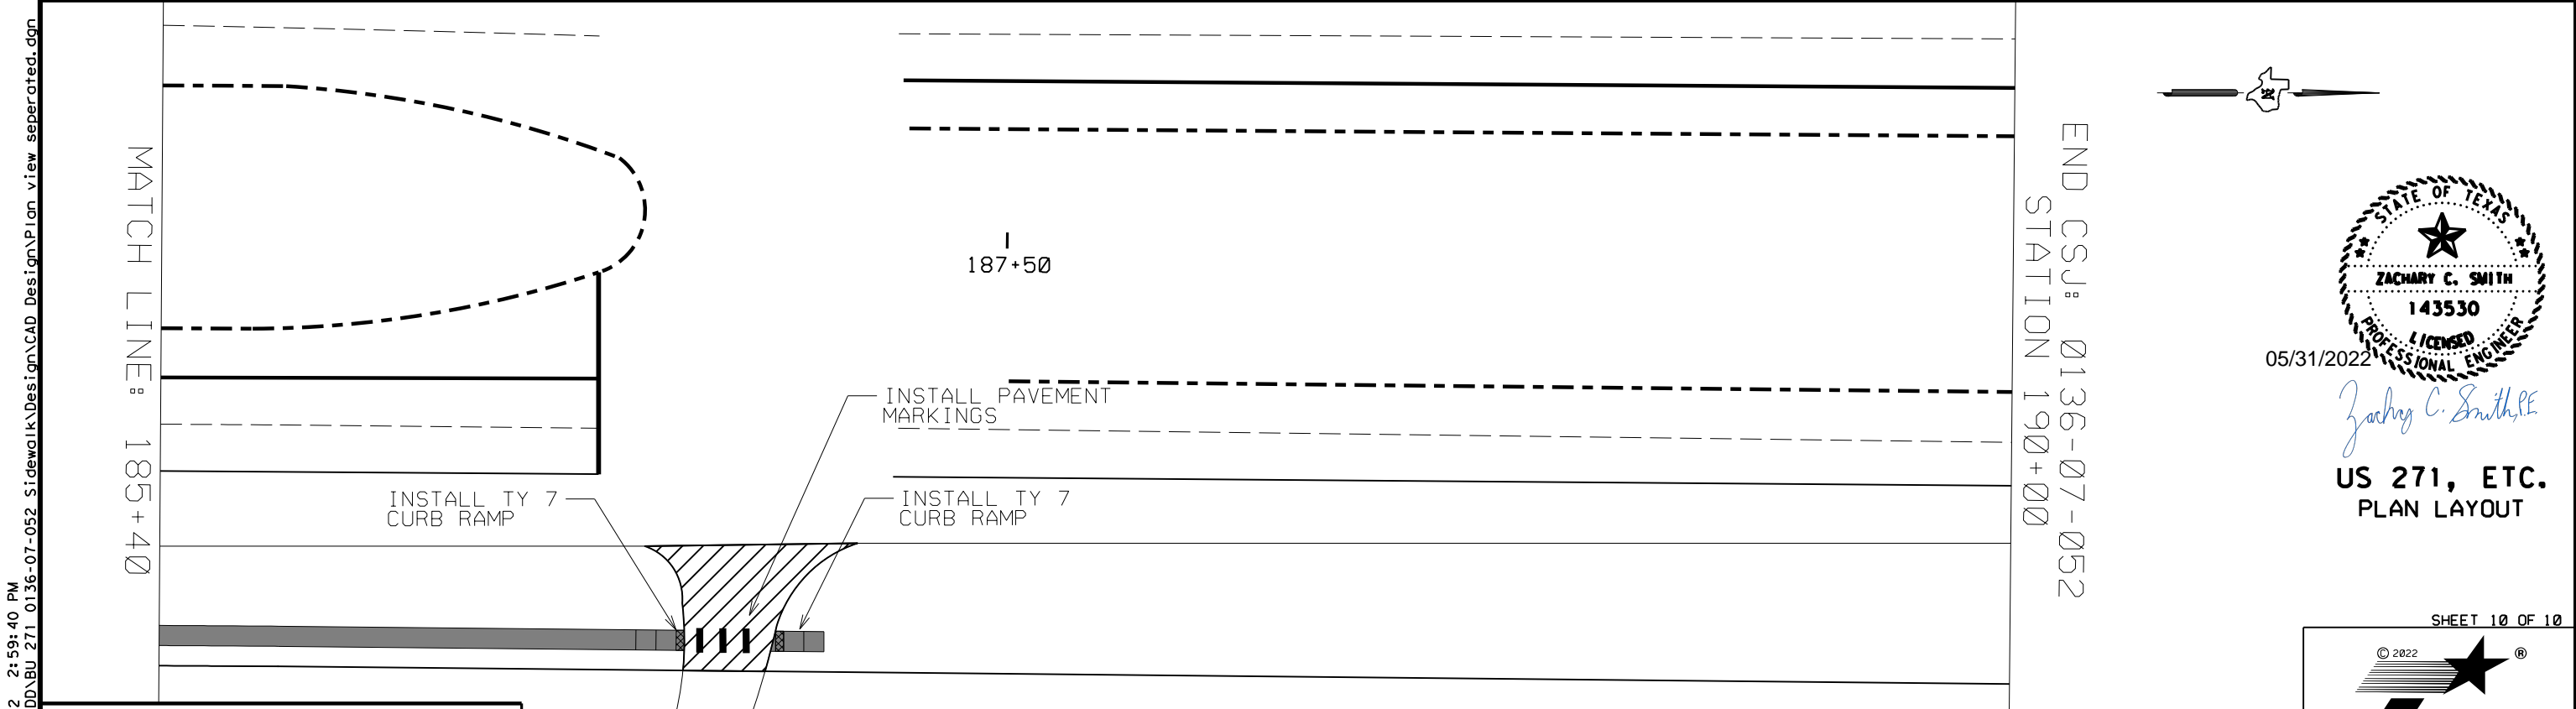 2 2:59:40 PM
DD\BU 271 0136-07-052 Sidewalk\Design\CAD Design\Plan view seperated.dgn
MATCH LINE: 185+40
187+50
INSTALL PAVEMENT
MARKINGS
INSTALL TY 7
CURB RAMP
INSTALL TY 7
CURB RAMP
END CSJ: 0136-07-052
STATION 190+00
N
STATE OF TEXAS
ZACHARY C. SMITH
143530
LICENSED
PROFESSIONAL ENGINEER
05/31/2022
Zachary C. Smith, P.E.
US 271, ETC.
PLAN LAYOUT
SHEET 10 OF 10
© 2022
®